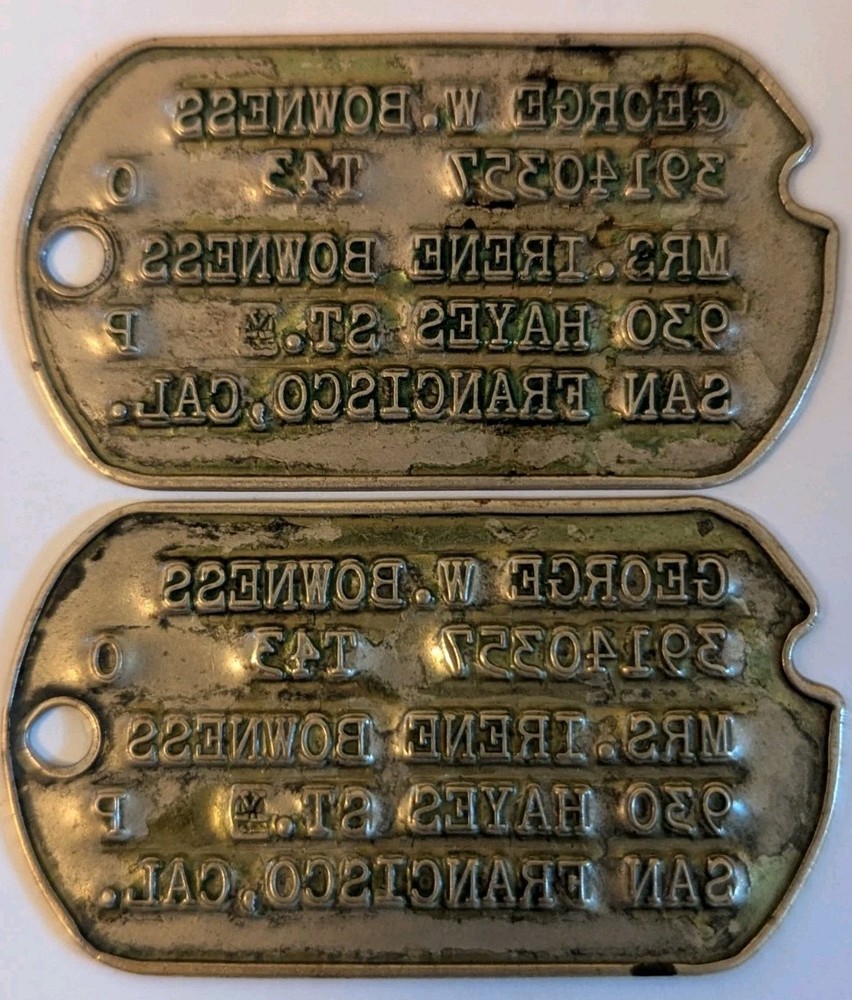 GEORGE W.BOWNESS
39140357 T43 O
MRS.IRENE BOWNESS
930 HAYES ST. P
SAN FRANCISCO,CAL.
GEORGE W.BOWNESS
39140357 T43 O
MRS.IRENE BOWNESS
930 HAYES ST. P
SAN FRANCISCO,CAL.